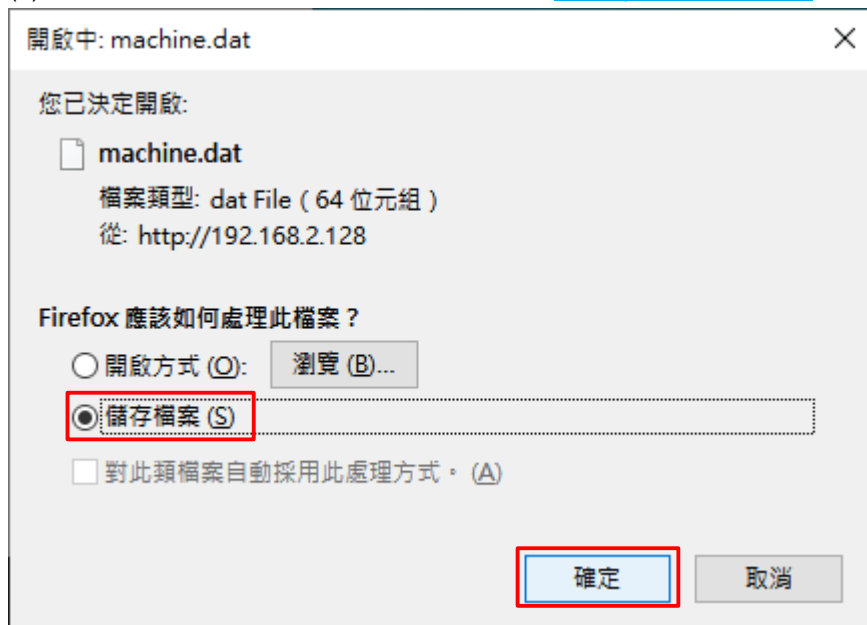 開啟中: machine.dat
您已決定開啟:
machine.dat
檔案類型: dat File ( 64 位元組 )
從: http://192.168.2.128
Firefox 應該如何處理此檔案？
開啟方式 (O): 瀏覽 (B)...
儲存檔案 (S)
對此類檔案自動採用此處理方式。 (A)
確定 取消